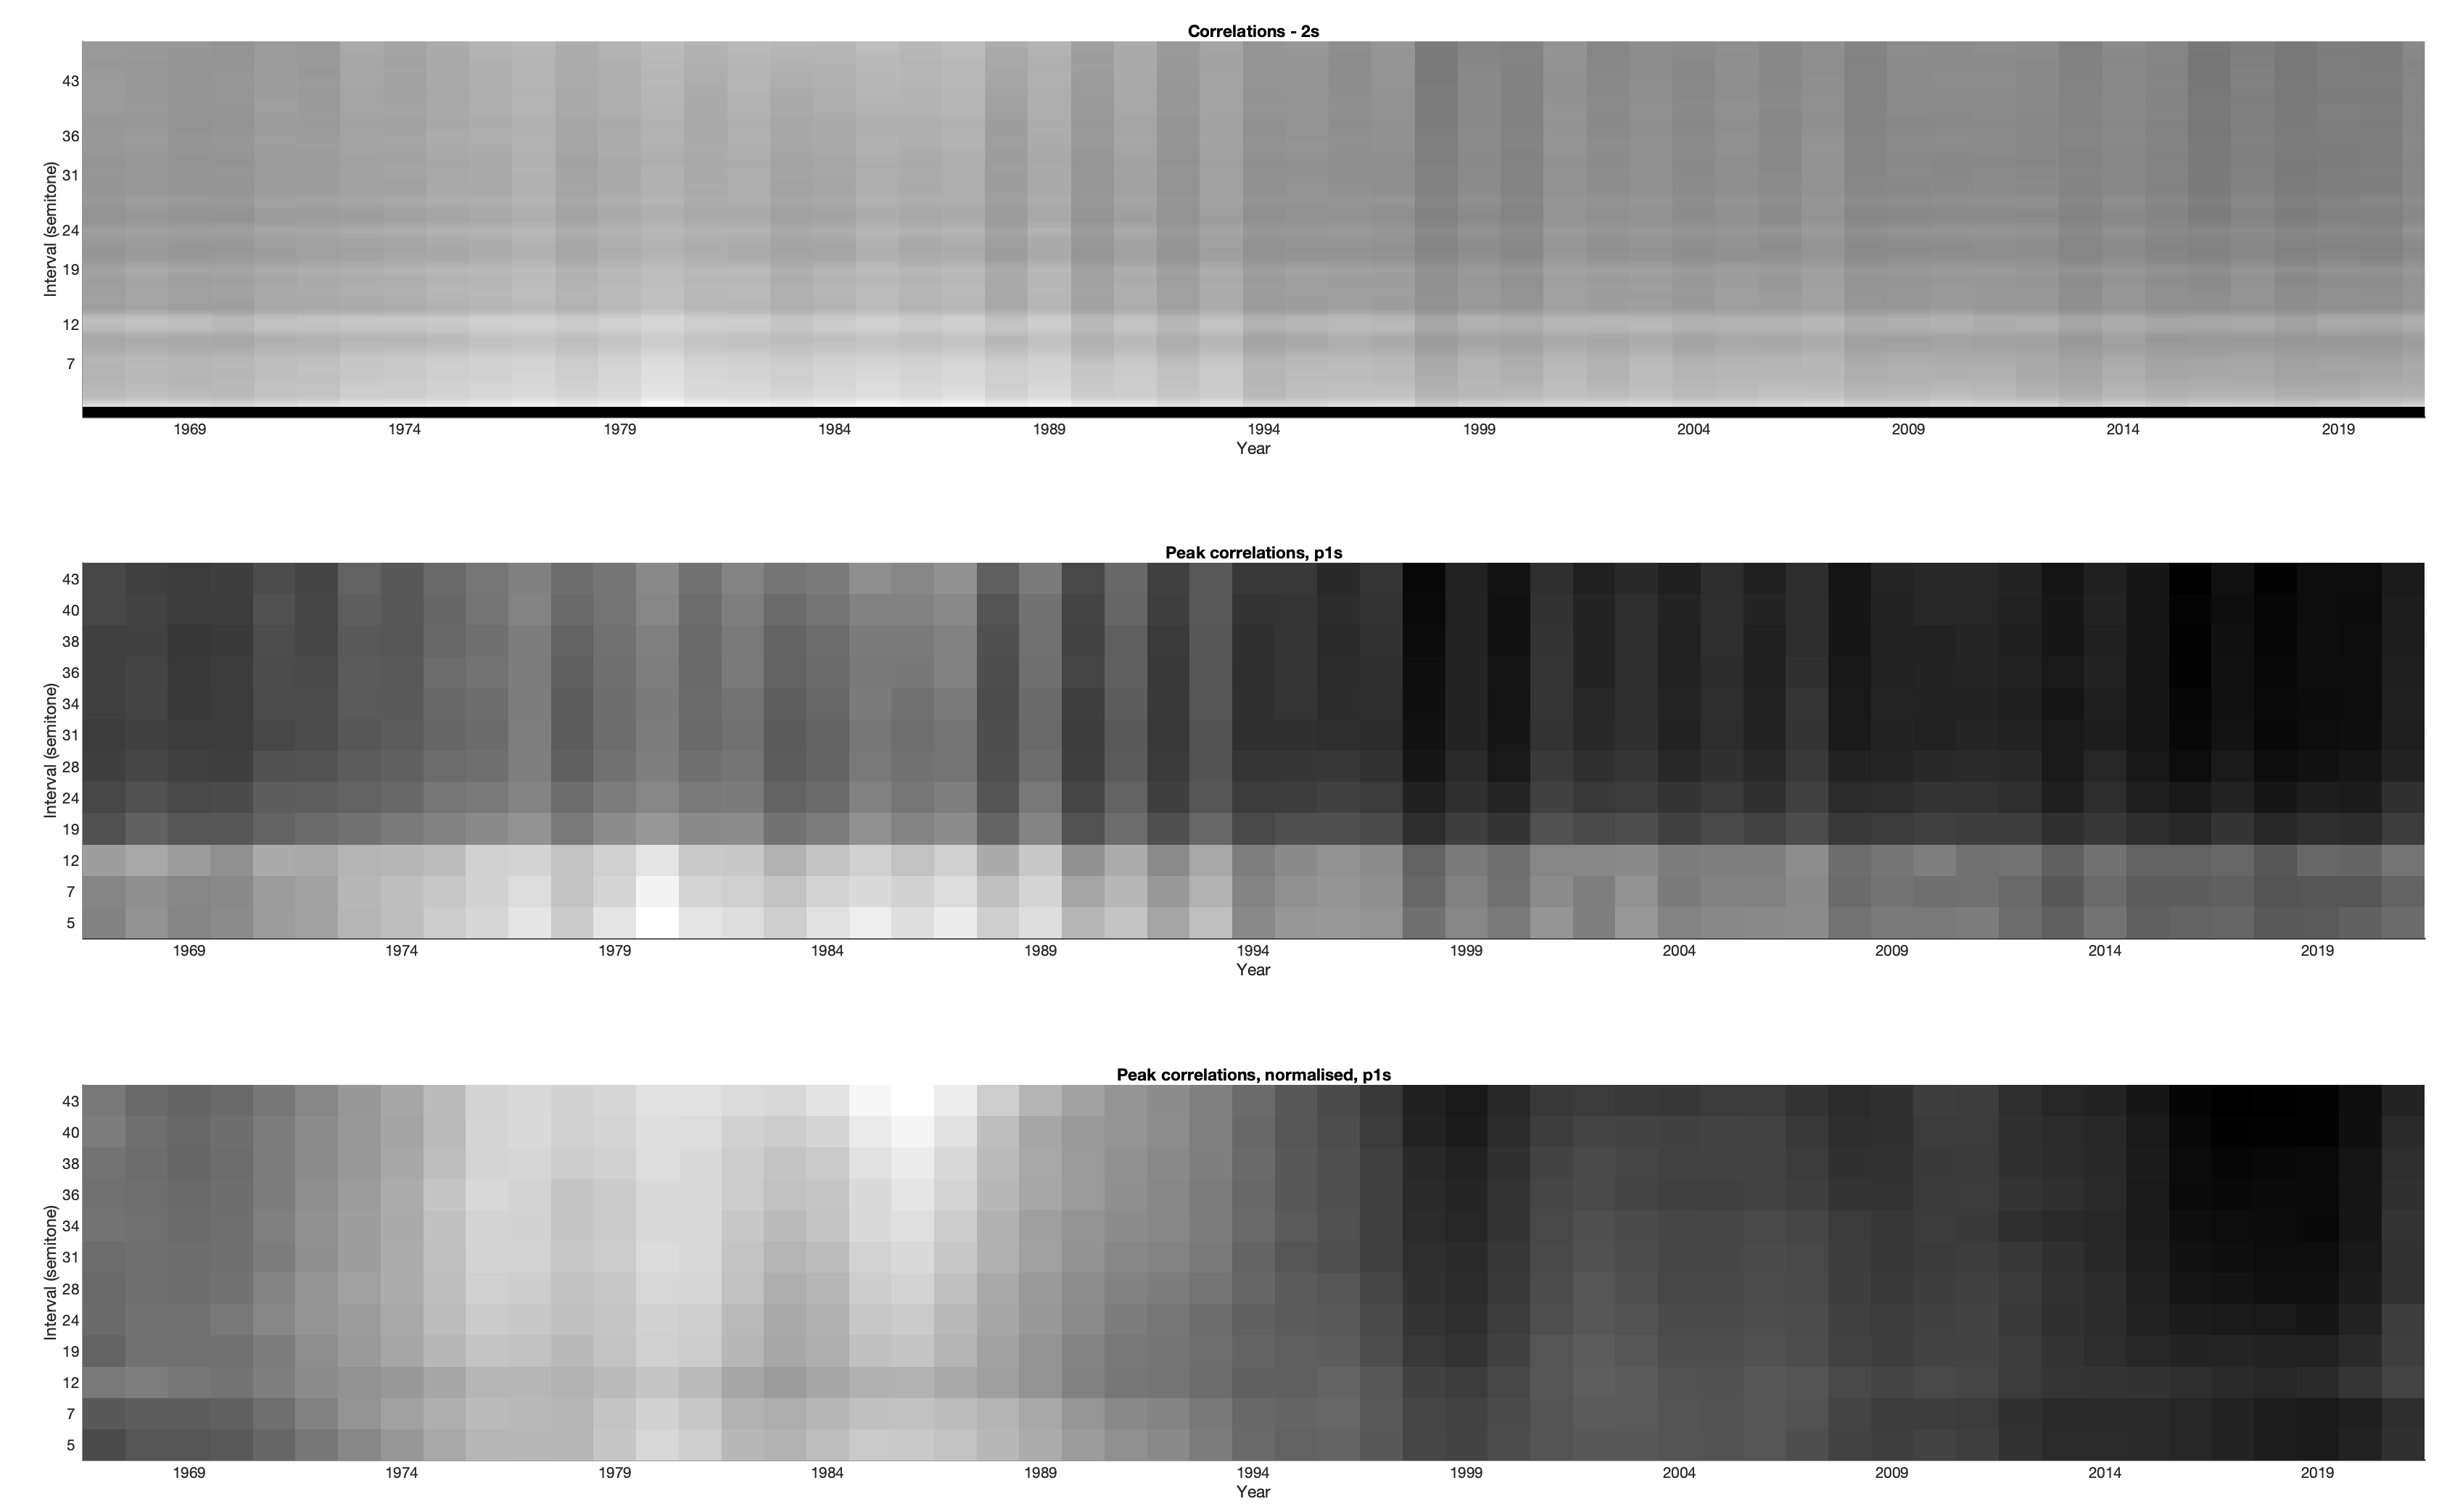 Correlations - 2s
Interval (semitone)
43
36
31
24
19
12
7
1969 1974 1979 1984 1989 1994 1999 2004 2009 2014 2019
Year
Peak correlations, p1s
Interval (semitone)
43
40
38
36
34
31
28
24
19
12
7
5
1969 1974 1979 1984 1989 1994 1999 2004 2009 2014 2019
Year
Peak correlations, normalised, p1s
Interval (semitone)
43
40
38
36
34
31
28
24
19
12
7
5
1969 1974 1979 1984 1989 1994 1999 2004 2009 2014 2019
Year